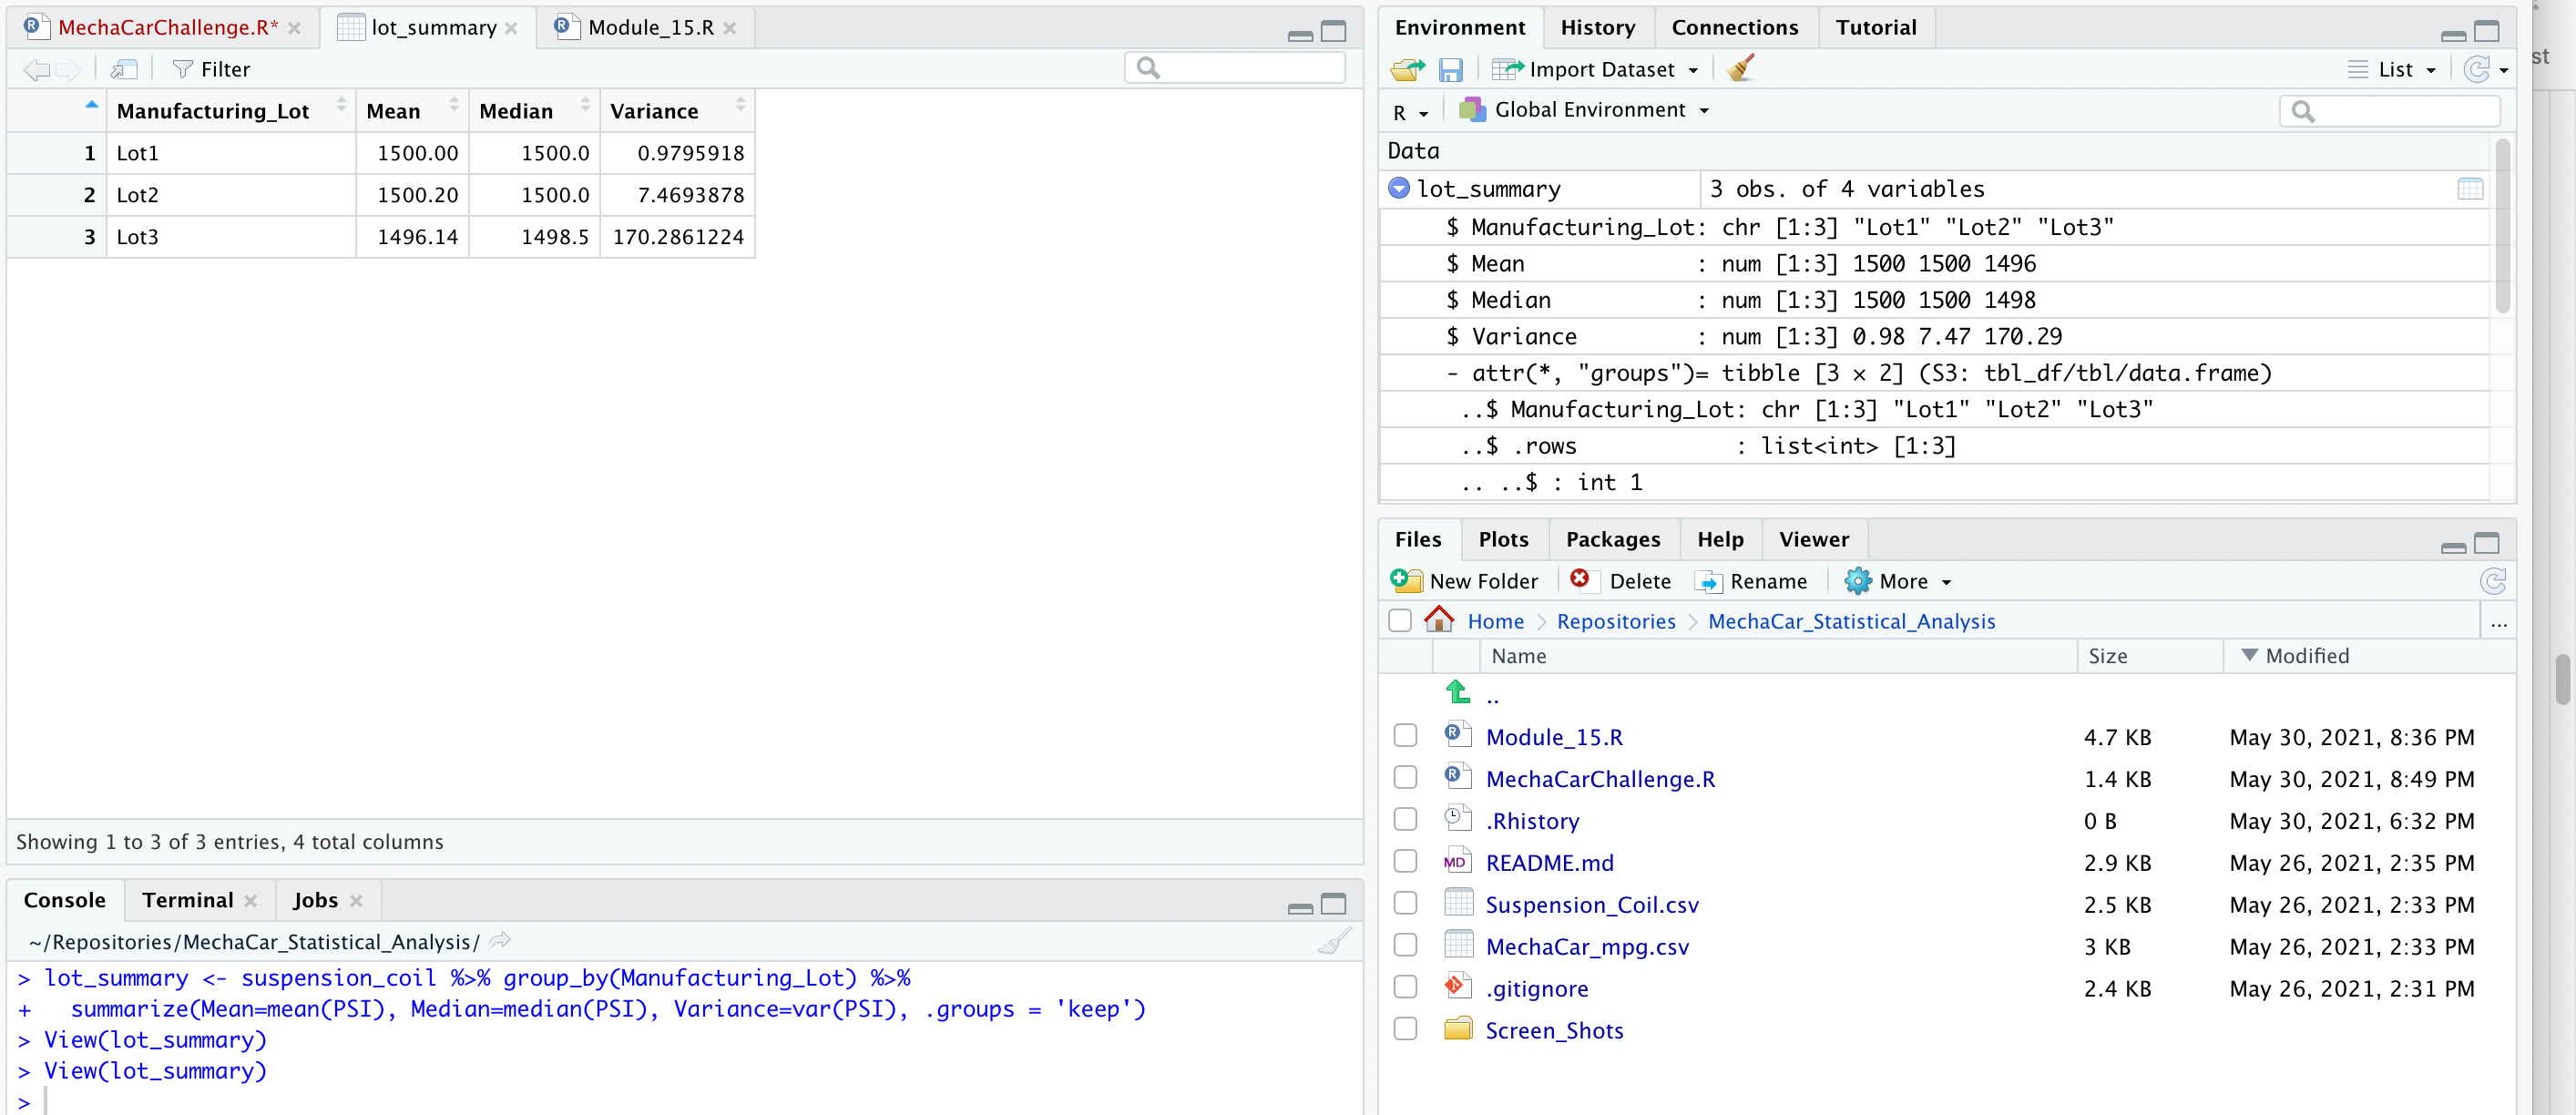 MechaCarChallenge.R* lot_summary Module_15.R
Filter
Manufacturing_Lot Mean Median Variance
1 Lot1 1500.00 1500.0 0.9795918
2 Lot2 1500.20 1500.0 7.4693878
3 Lot3 1496.14 1498.5 170.2861224
Showing 1 to 3 of 3 entries, 4 total columns
Console Terminal Jobs
~/Repositories/MechaCar_Statistical_Analysis/
> lot_summary <- suspension_coil %>% group_by(Manufacturing_Lot) %>%
+   summarize(Mean=mean(PSI), Median=median(PSI), Variance=var(PSI), .groups = 'keep')
> View(lot_summary)
> View(lot_summary)
>
Environment History Connections Tutorial
Import Dataset List
R Global Environment
Data
lot_summary 3 obs. of 4 variables
$ Manufacturing_Lot: chr [1:3] "Lot1" "Lot2" "Lot3"
$ Mean : num [1:3] 1500 1500 1496
$ Median : num [1:3] 1500 1500 1498
$ Variance : num [1:3] 0.98 7.47 170.29
- attr(*, "groups")= tibble [3 × 2] (S3: tbl_df/tbl/data.frame)
..$ Manufacturing_Lot: chr [1:3] "Lot1" "Lot2" "Lot3"
..$ .rows : list<int> [1:3]
.. ..$ : int 1
Files Plots Packages Help Viewer
New Folder Delete Rename More
Home Repositories MechaCar_Statistical_Analysis ...
Name Size Modified
..
Module_15.R 4.7 KB May 30, 2021, 8:36 PM
MechaCarChallenge.R 1.4 KB May 30, 2021, 8:49 PM
.Rhistory 0 B May 30, 2021, 6:32 PM
README.md 2.9 KB May 26, 2021, 2:35 PM
Suspension_Coil.csv 2.5 KB May 26, 2021, 2:33 PM
MechaCar_mpg.csv 3 KB May 26, 2021, 2:33 PM
.gitignore 2.4 KB May 26, 2021, 2:31 PM
Screen_Shots
st